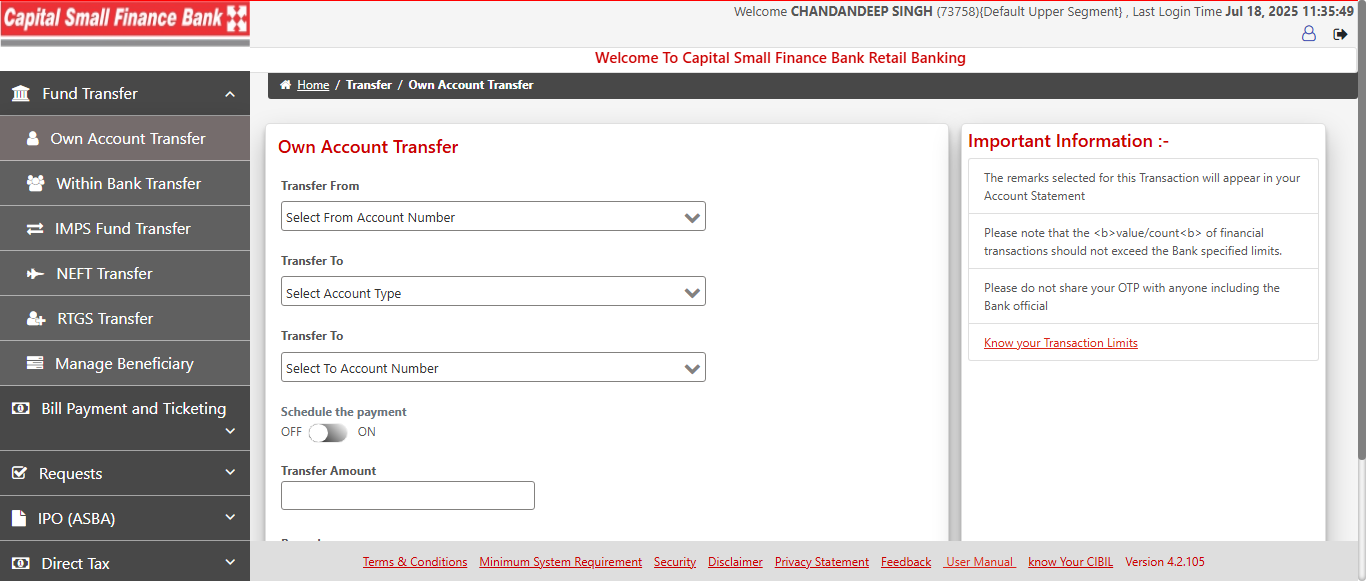 Capital Small Finance Bank
Welcome CHANDANDEEP SINGH (73758){Default Upper Segment} , Last Login Time Jul 18, 2025 11:35:49
Welcome To Capital Small Finance Bank Retail Banking
Fund Transfer
Own Account Transfer
Within Bank Transfer
IMPS Fund Transfer
NEFT Transfer
RTGS Transfer
Manage Beneficiary
Bill Payment and Ticketing
Requests
IPO (ASBA)
Direct Tax
Home / Transfer / Own Account Transfer
Own Account Transfer
Transfer From
Select From Account Number
Transfer To
Select Account Type
Transfer To
Select To Account Number
Schedule the payment
OFF ON
Transfer Amount
Important Information :-
The remarks selected for this Transaction will appear in your
Account Statement
Please note that the <b>value/count<b> of financial
transactions should not exceed the Bank specified limits.
Please do not share your OTP with anyone including the
Bank official
Know your Transaction Limits
Terms & Conditions Minimum System Requirement Security Disclaimer Privacy Statement Feedback User Manual know Your CIBIL Version 4.2.105